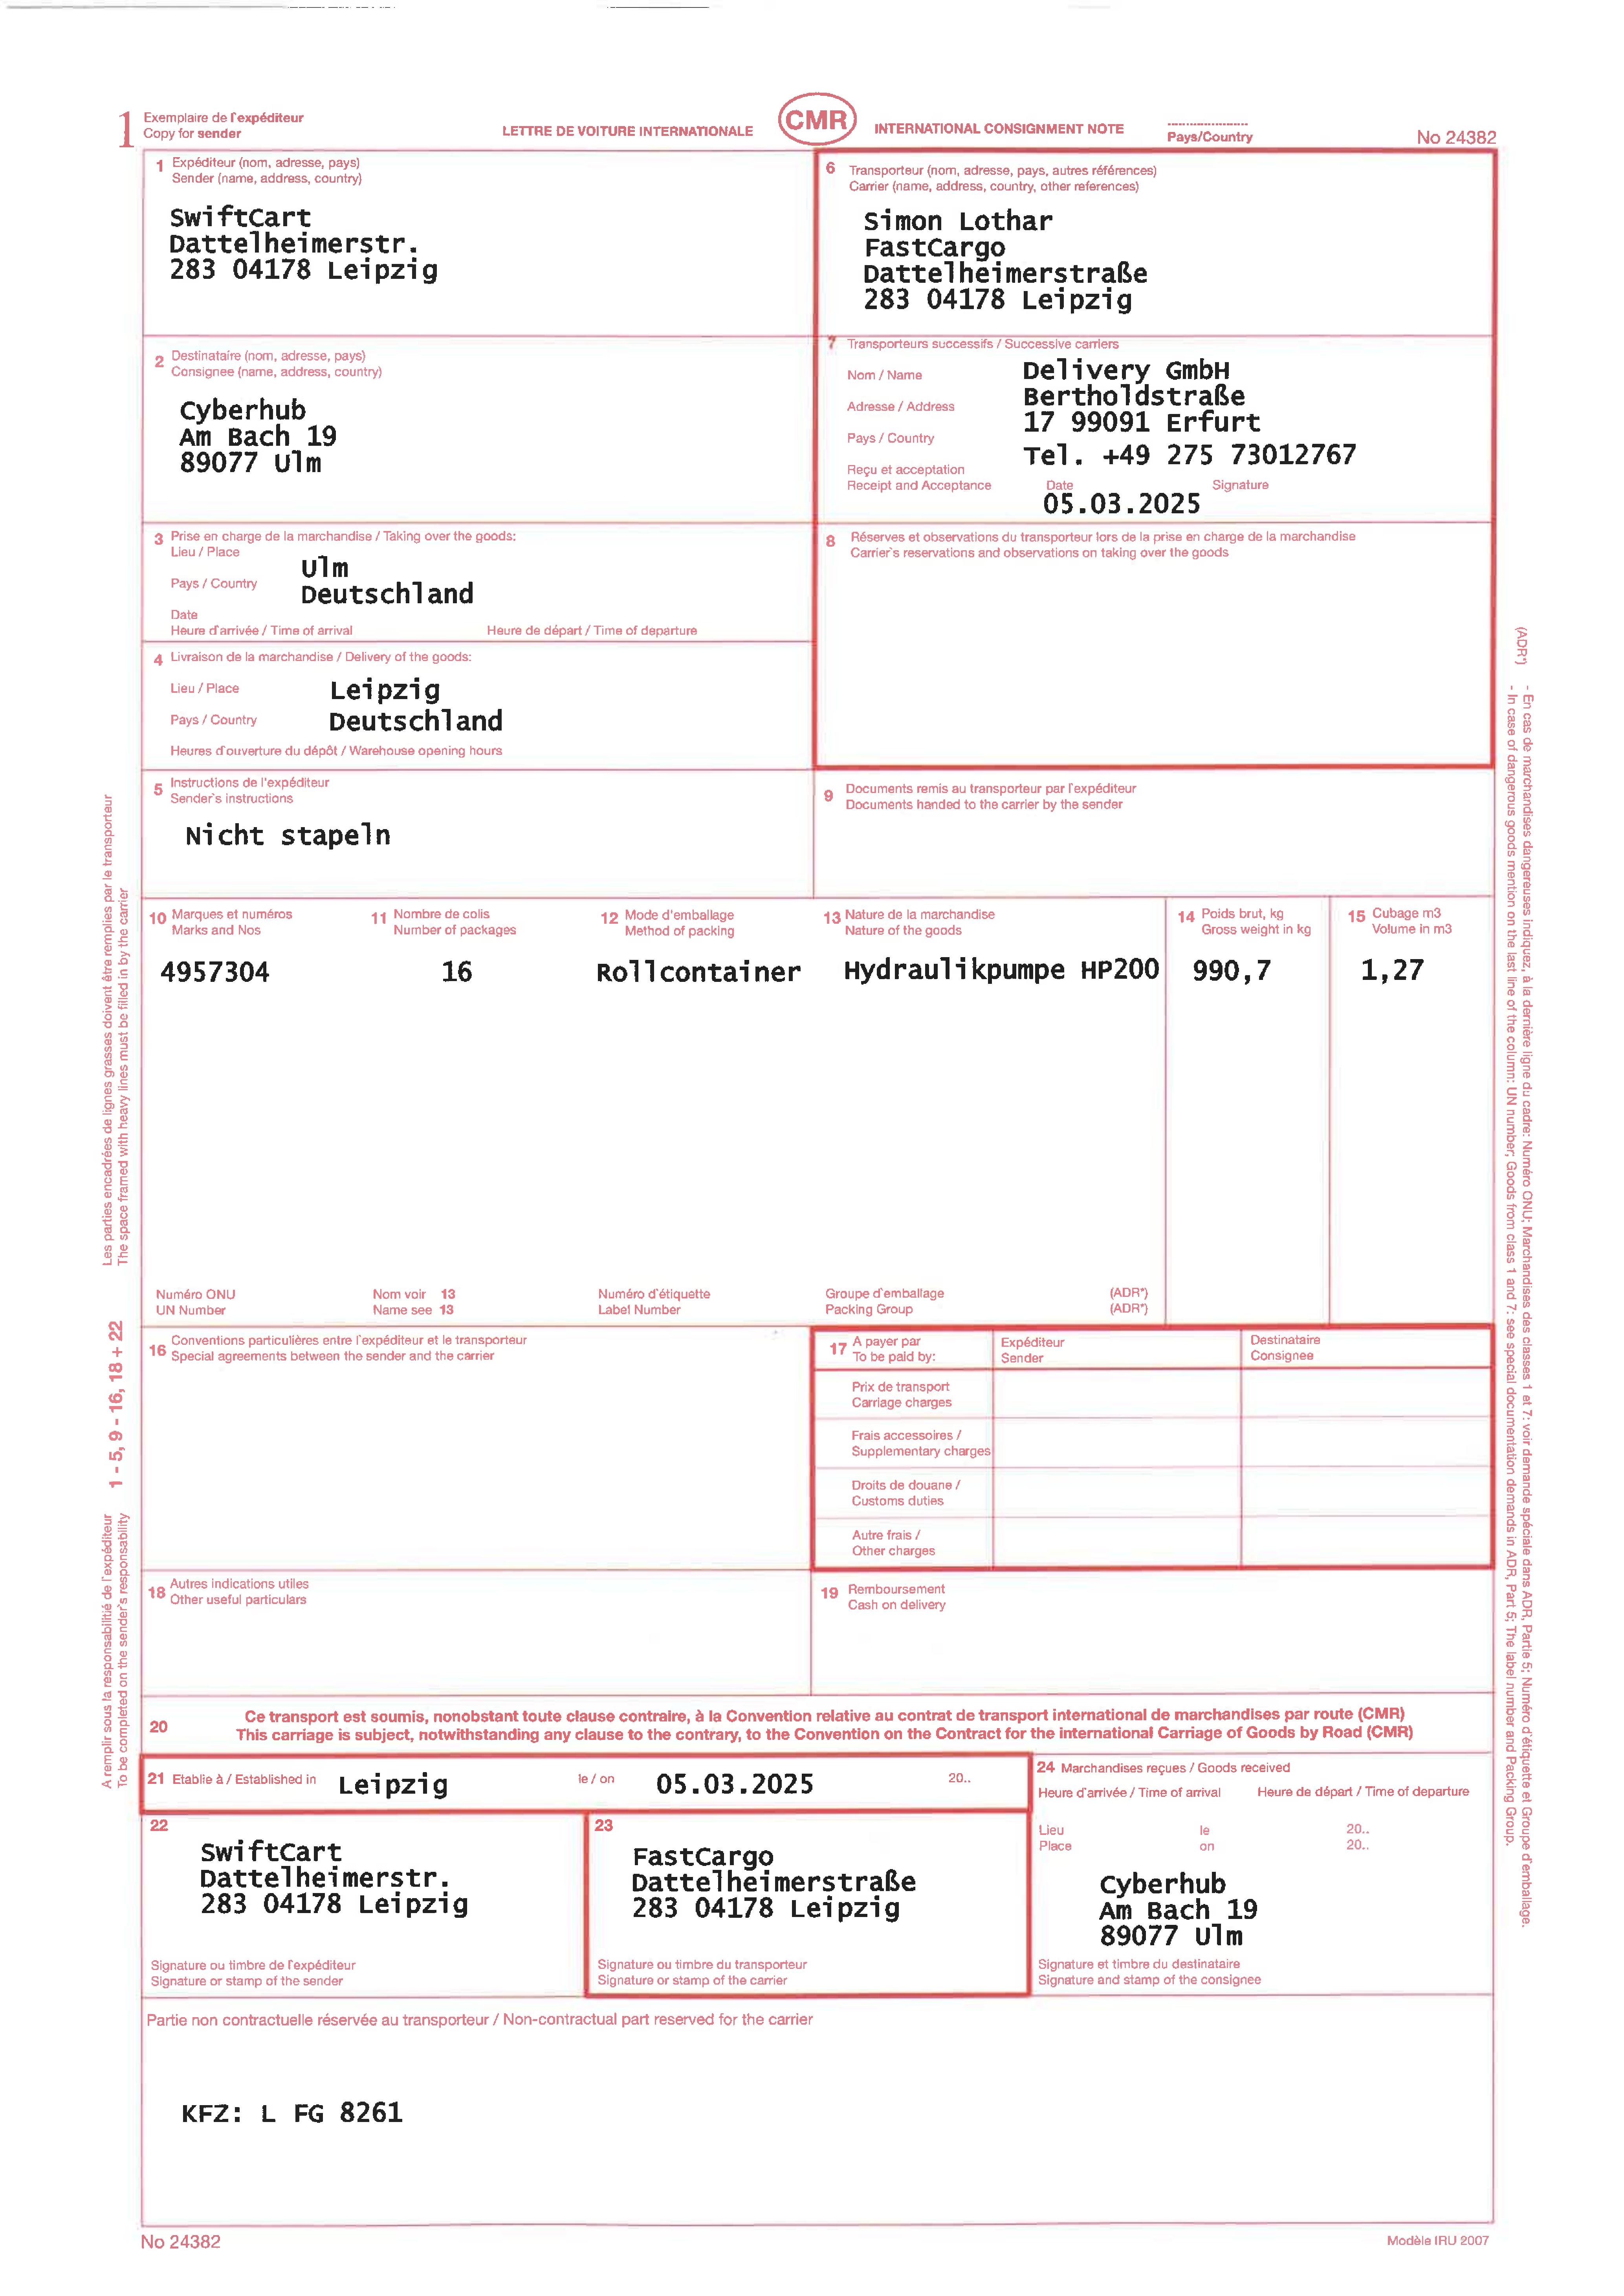 1
Exemplaire de l'expéditeur
Copy for sender
LETTRE DE VOITURE INTERNATIONALE
CMR
INTERNATIONAL CONSIGNMENT NOTE
Pays/Country
No 24382
1 Expéditeur (nom, adresse, pays)
Sender (name, address, country)
SwiftCart
Dattelheimerstr.
283 04178 Leipzig
6 Transporteur (nom, adresse, pays, autres références)
Carrier (name, address, country, other references)
Simon Lothar
FastCargo
Dattelheimerstraße
283 04178 Leipzig
2 Destinataire (nom, adresse, pays)
Consignee (name, address, country)
Cyberhub
Am Bach 19
89077 Ulm
7 Transporteurs successifs / Successive carriers
Nom / Name
Adresse / Address
Pays / Country
Delivery GmbH
Bertholdstraße
17 99091 Erfurt
Tel. +49 275 73012767
Reçu et acceptation
Receipt and Acceptance
Date
Signature
05.03.2025
3 Prise en charge de la marchandise / Taking over the goods:
Lieu / Place
Ulm
Pays / Country
Deutschland
Date
Heure d'arrivée / Time of arrival
Heure de départ / Time of departure
8 Réserves et observations du transporteur lors de la prise en charge de la marchandise
Carrier's reservations and observations on taking over the goods
4 Livraison de la marchandise / Delivery of the goods:
Lieu / Place
Leipzig
Pays / Country
Deutschland
Heures d'ouverture du dépôt / Warehouse opening hours
5 Instructions de l'expéditeur
Sender's instructions
Nicht stapeln
9 Documents remis au transporteur par l'expéditeur
Documents handed to the carrier by the sender
10 Marques et numéros
Marks and Nos
11 Nombre de colis
Number of packages
12 Mode d'emballage
Method of packing
13 Nature de la marchandise
Nature of the goods
14 Poids brut, kg
Gross weight in kg
15 Cubage m3
Volume in m3
4957304 16 Rollcontainer Hydraulikpumpe HP200 990,7 1,27
Numéro ONU
UN Number
Nom voir 13
Name see 13
Numéro d'étiquette
Label Number
Groupe d'emballage
Packing Group
(ADR*)
(ADR*)
16 Conventions particulières entre l'expéditeur et le transporteur
Special agreements between the sender and the carrier
17 A payer par
To be paid by:
Expéditeur
Sender
Destinataire
Consignee
Prix de transport
Carriage charges
Frais accessoires /
Supplementary charges
Droits de douane /
Customs duties
Autre frais /
Other charges
18 Autres indications utiles
Other useful particulars
19 Remboursement
Cash on delivery
20 Ce transport est soumis, nonobstant toute clause contraire, à la Convention relative au contrat de transport international de marchandises par route (CMR)
This carriage is subject, notwithstanding any clause to the contrary, to the Convention on the Contract for the international Carriage of Goods by Road (CMR)
21 Etablie à / Established in Leipzig le / on 05.03.2025 20..
22
SwiftCart
Dattelheimerstr.
283 04178 Leipzig
Signature ou timbre de l'expéditeur
Signature or stamp of the sender
23
FastCargo
Dattelheimerstraße
283 04178 Leipzig
Signature ou timbre du transporteur
Signature or stamp of the carrier
24 Marchandises reçues / Goods received
Heure d'arrivée / Time of arrival
Heure de départ / Time of departure
Lieu le 20..
Place on 20..
Cyberhub
Am Bach 19
89077 Ulm
Signature et timbre du destinataire
Signature and stamp of the consignee
Partie non contractuelle réservée au transporteur / Non-contractual part reserved for the carrier
KFZ: L FG 8261
No 24382
Modèle IRU 2007
Les parties encadrées de lignes grasses doivent être remplies par le transporteur
The space framed with heavy lines must be filled in by the carrier
1 - 5, 9 - 16, 18 + 22
A remplir sous la responsabilité de l'expéditeur
To be completed on the sender's responsability
(ADR*)
- En cas de marchandises dangereuses indiquez, à la dernière ligne du cadre: Numéro ONU; Marchandises des classes 1 et 7: voir demande spéciale dans ADR, Partie 5; Numéro d'étiquette et Groupe d'emballage.
- In case of dangerous goods mention on the last line of the column: UN number; Goods from class 1 and 7: see special documentation demands in ADR, Part 5; The label number and Packing Group.